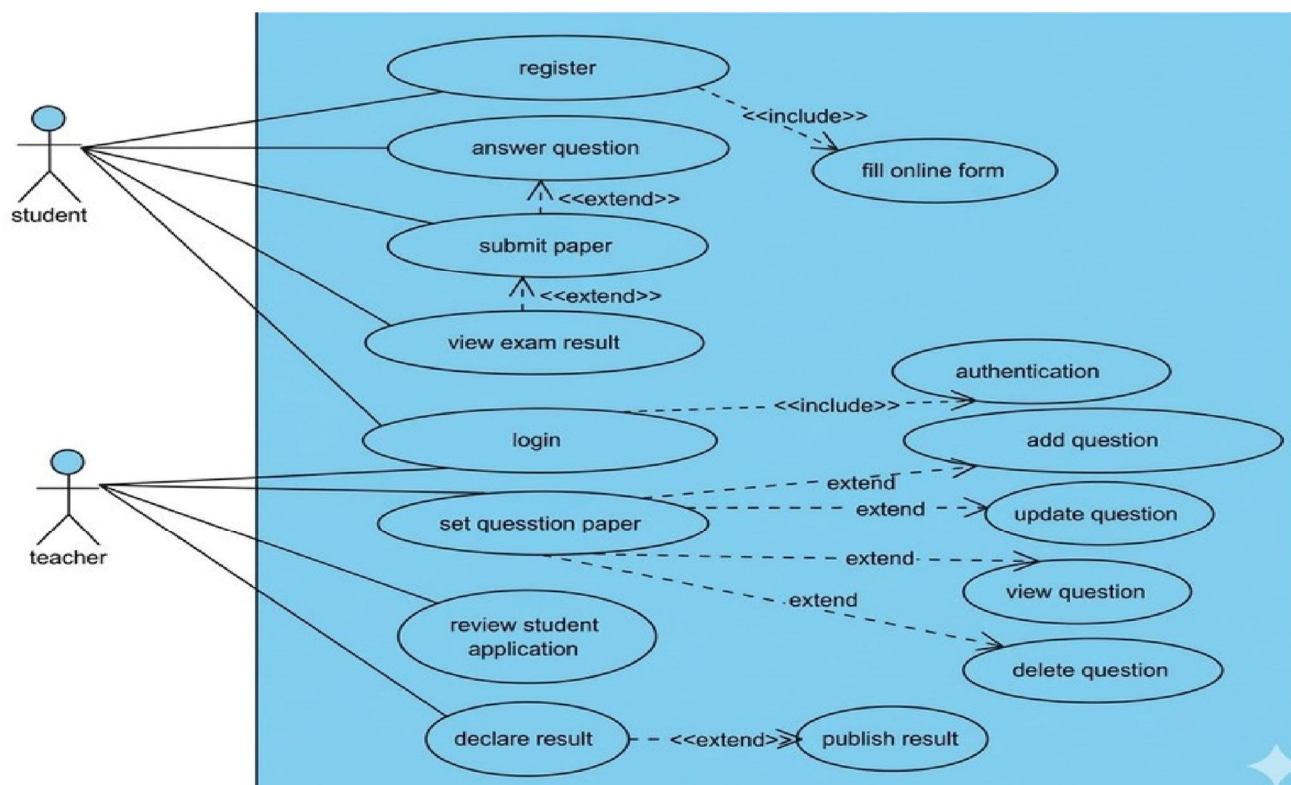 register
<<include>>
answer question
fill online form
student
<<extend>>
submit paper
<<extend>>
view exam result
authentication
<<include>>
login
add question
extend
set quesstion paper
extend
update question
teacher
extend
view question
extend
review student
application
delete question
declare result
<<extend>>
publish result